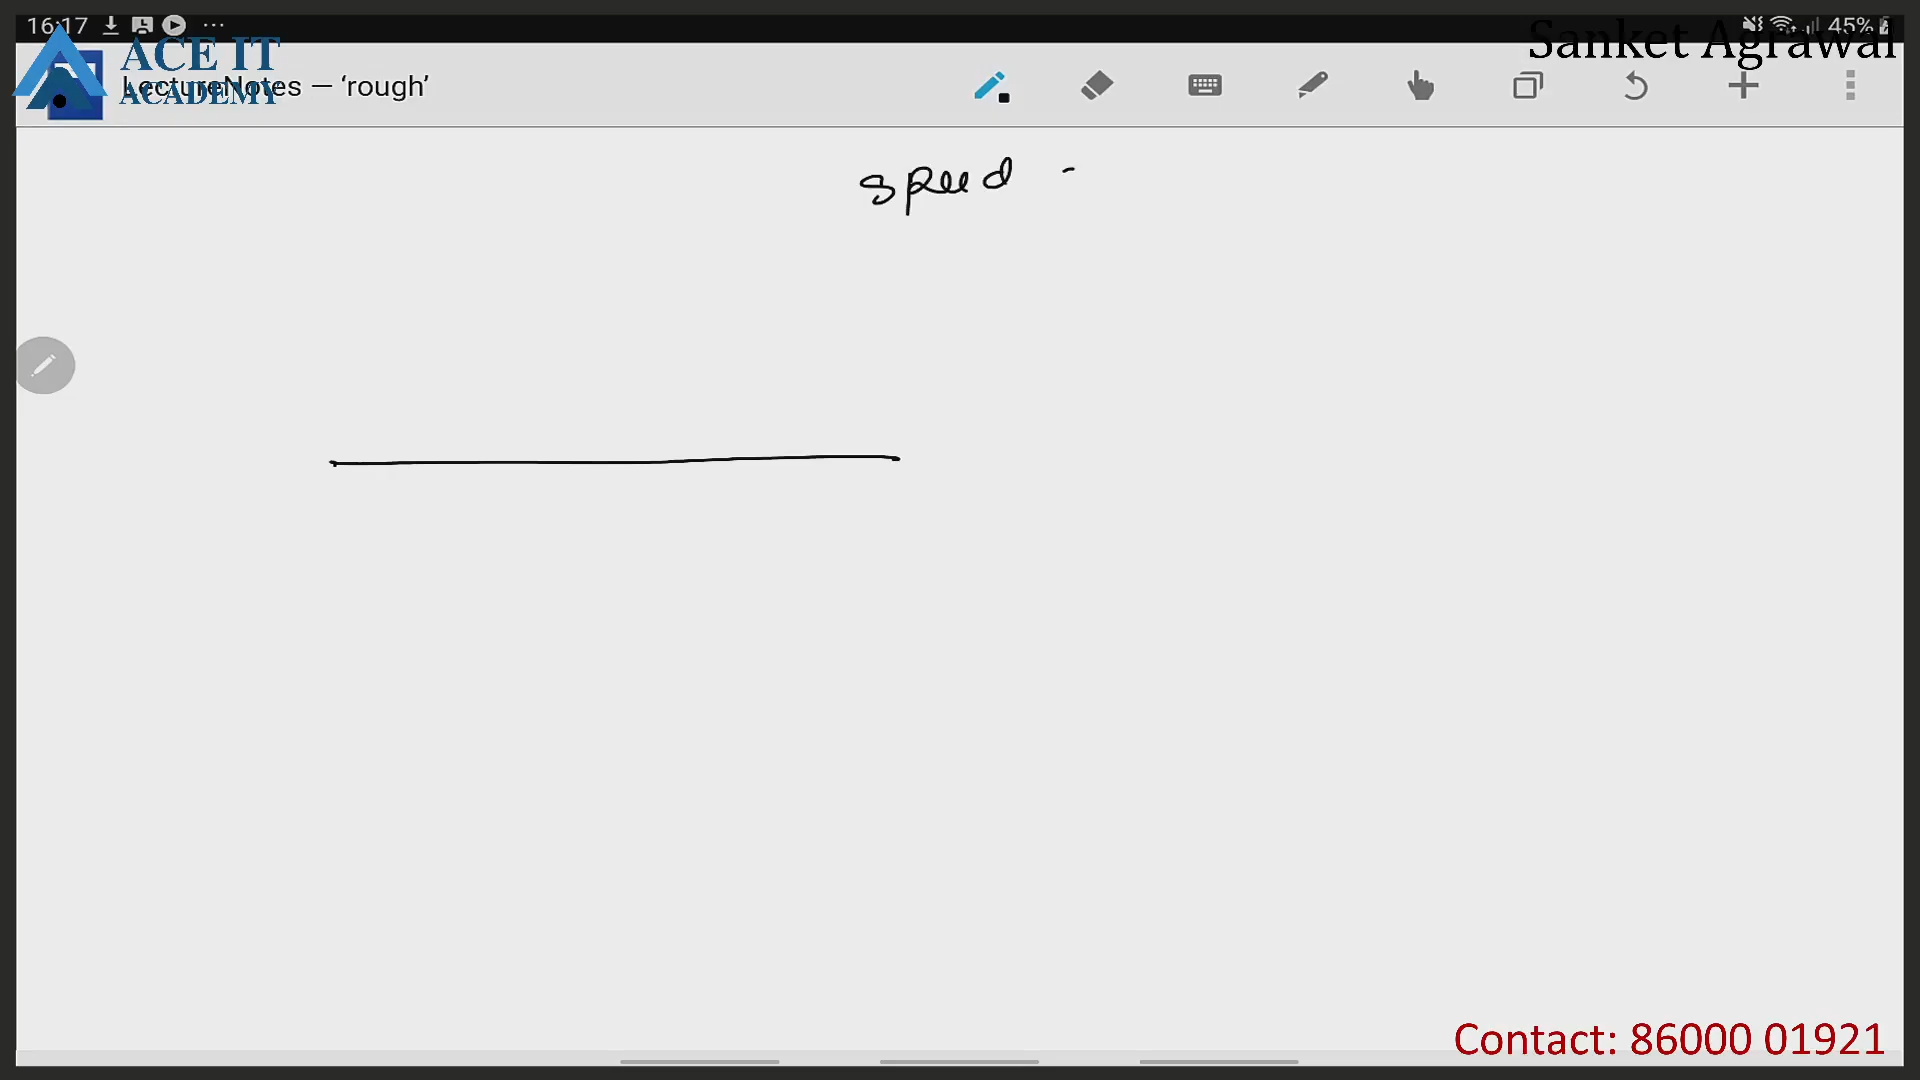 16:17 ... 45%
Sanket Agrawal
ACE IT
ACADEMY
LectureNotes — ‘rough’
speed -
Contact: 86000 01921